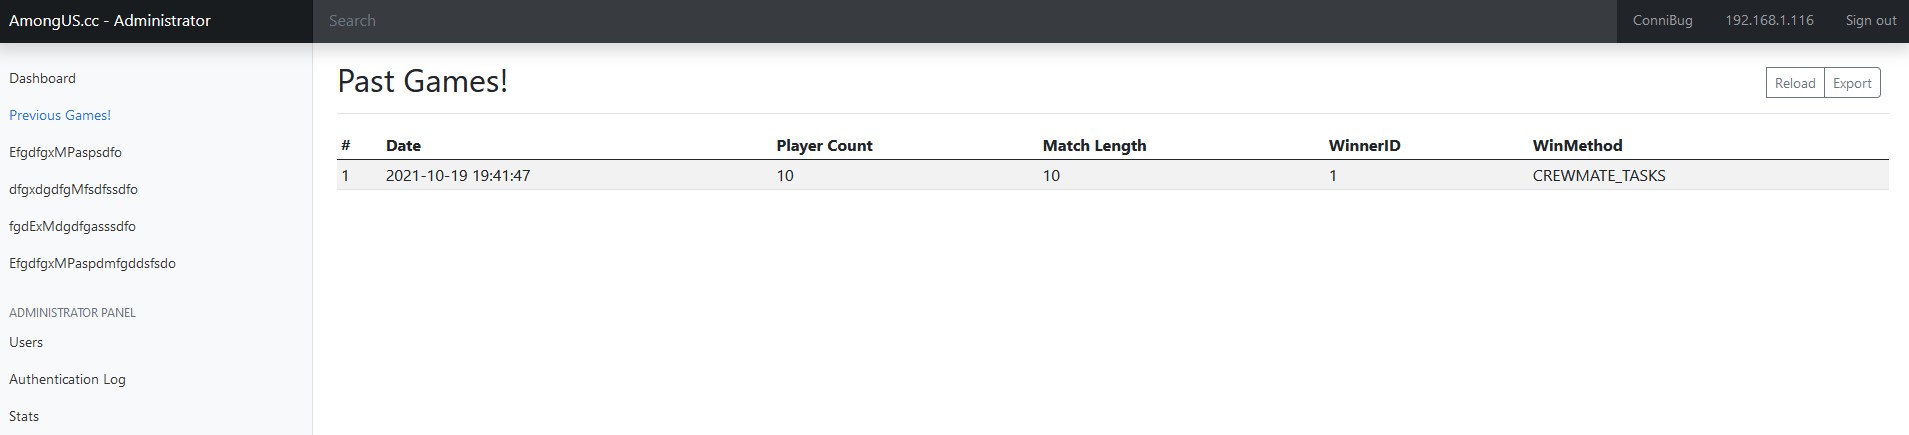 AmongUS.cc - Administrator
Search
ConniBug
192.168.1.116
Sign out
Dashboard
Previous Games!
EfgdfgxMPaspsdfo
dfgxdgdfgMfsdfssdfo
fgdExMdgdfgasssdfo
EfgdfgxMPaspdmfgddsfsdo
ADMINISTRATOR PANEL
Users
Authentication Log
Stats
Past Games!
Reload
Export
# Date Player Count Match Length WinnerID WinMethod
1 2021-10-19 19:41:47 10 10 1 CREWMATE_TASKS